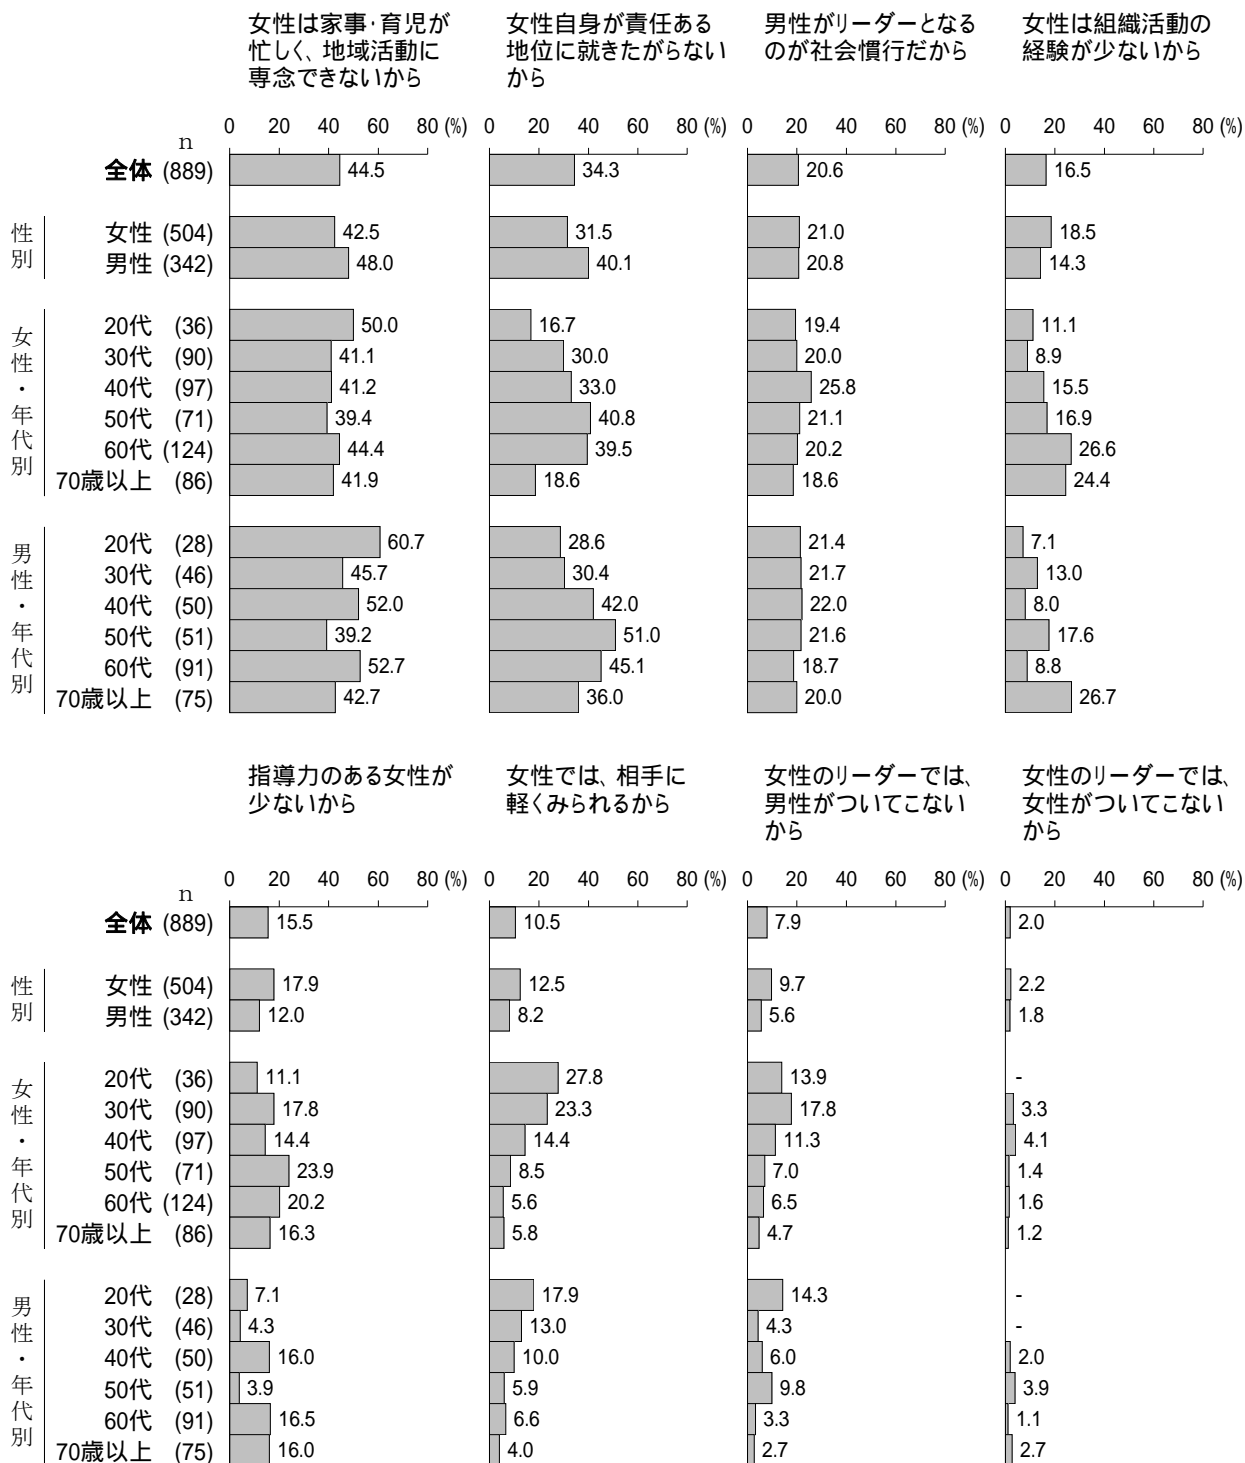 女性は家事・育児が
忙しく、地域活動に
専念できないから
女性自身が責任ある
地位に就きたがらない
から
男性がリーダーとなる
のが社会慣行だから
女性は組織活動の
経験が少ないから
n
0 20 40 60 80 (%) 0 20 40 60 80 (%) 0 20 40 60 80 (%) 0 20 40 60 80 (%)
全体 (889) 44.5 34.3 20.6 16.5
性別
女性 (504) 42.5 31.5 21.0 18.5
男性 (342) 48.0 40.1 20.8 14.3
女性・年代別
20代 (36) 50.0 16.7 19.4 11.1
30代 (90) 41.1 30.0 20.0 8.9
40代 (97) 41.2 33.0 25.8 15.5
50代 (71) 39.4 40.8 21.1 16.9
60代 (124) 44.4 39.5 20.2 26.6
70歳以上 (86) 41.9 18.6 18.6 24.4
男性・年代別
20代 (28) 60.7 28.6 21.4 7.1
30代 (46) 45.7 30.4 21.7 13.0
40代 (50) 52.0 42.0 22.0 8.0
50代 (51) 39.2 51.0 21.6 17.6
60代 (91) 52.7 45.1 18.7 8.8
70歳以上 (75) 42.7 36.0 20.0 26.7
指導力のある女性が
少ないから
女性では、相手に
軽くみられるから
女性のリーダーでは、
男性がついてこない
から
女性のリーダーでは、
女性がついてこない
から
n
0 20 40 60 80 (%) 0 20 40 60 80 (%) 0 20 40 60 80 (%) 0 20 40 60 80 (%)
全体 (889) 15.5 10.5 7.9 2.0
性別
女性 (504) 17.9 12.5 9.7 2.2
男性 (342) 12.0 8.2 5.6 1.8
女性・年代別
20代 (36) 11.1 27.8 13.9 -
30代 (90) 17.8 23.3 17.8 3.3
40代 (97) 14.4 14.4 11.3 4.1
50代 (71) 23.9 8.5 7.0 1.4
60代 (124) 20.2 5.6 6.5 1.6
70歳以上 (86) 16.3 5.8 4.7 1.2
男性・年代別
20代 (28) 7.1 17.9 14.3 -
30代 (46) 4.3 13.0 4.3 -
40代 (50) 16.0 10.0 6.0 2.0
50代 (51) 3.9 5.9 9.8 3.9
60代 (91) 16.5 6.6 3.3 1.1
70歳以上 (75) 16.0 4.0 2.7 2.7